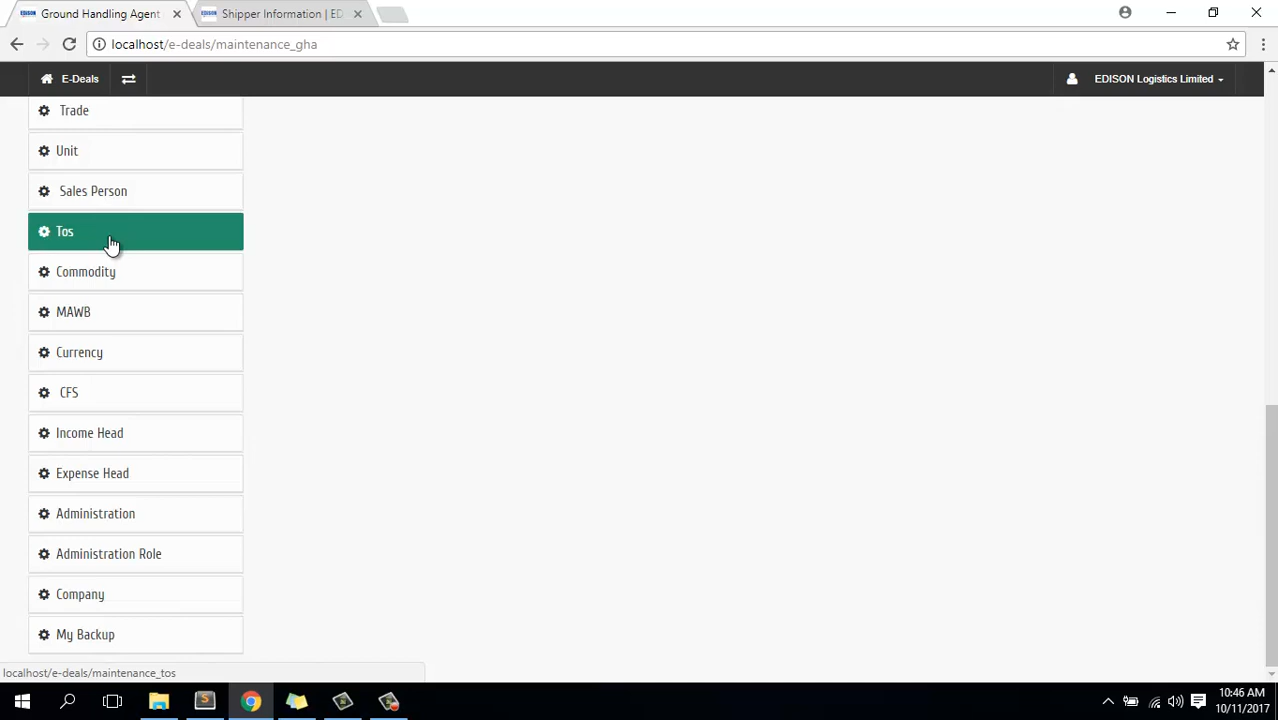 Ground Handling Agent
Shipper Information | ED
localhost/e-deals/maintenance_gha
E-Deals
EDISON Logistics Limited
Trade
Unit
Sales Person
Tos
Commodity
MAWB
Currency
CFS
Income Head
Expense Head
Administration
Administration Role
Company
My Backup
localhost/e-deals/maintenance_tos
10:46 AM
10/11/2017